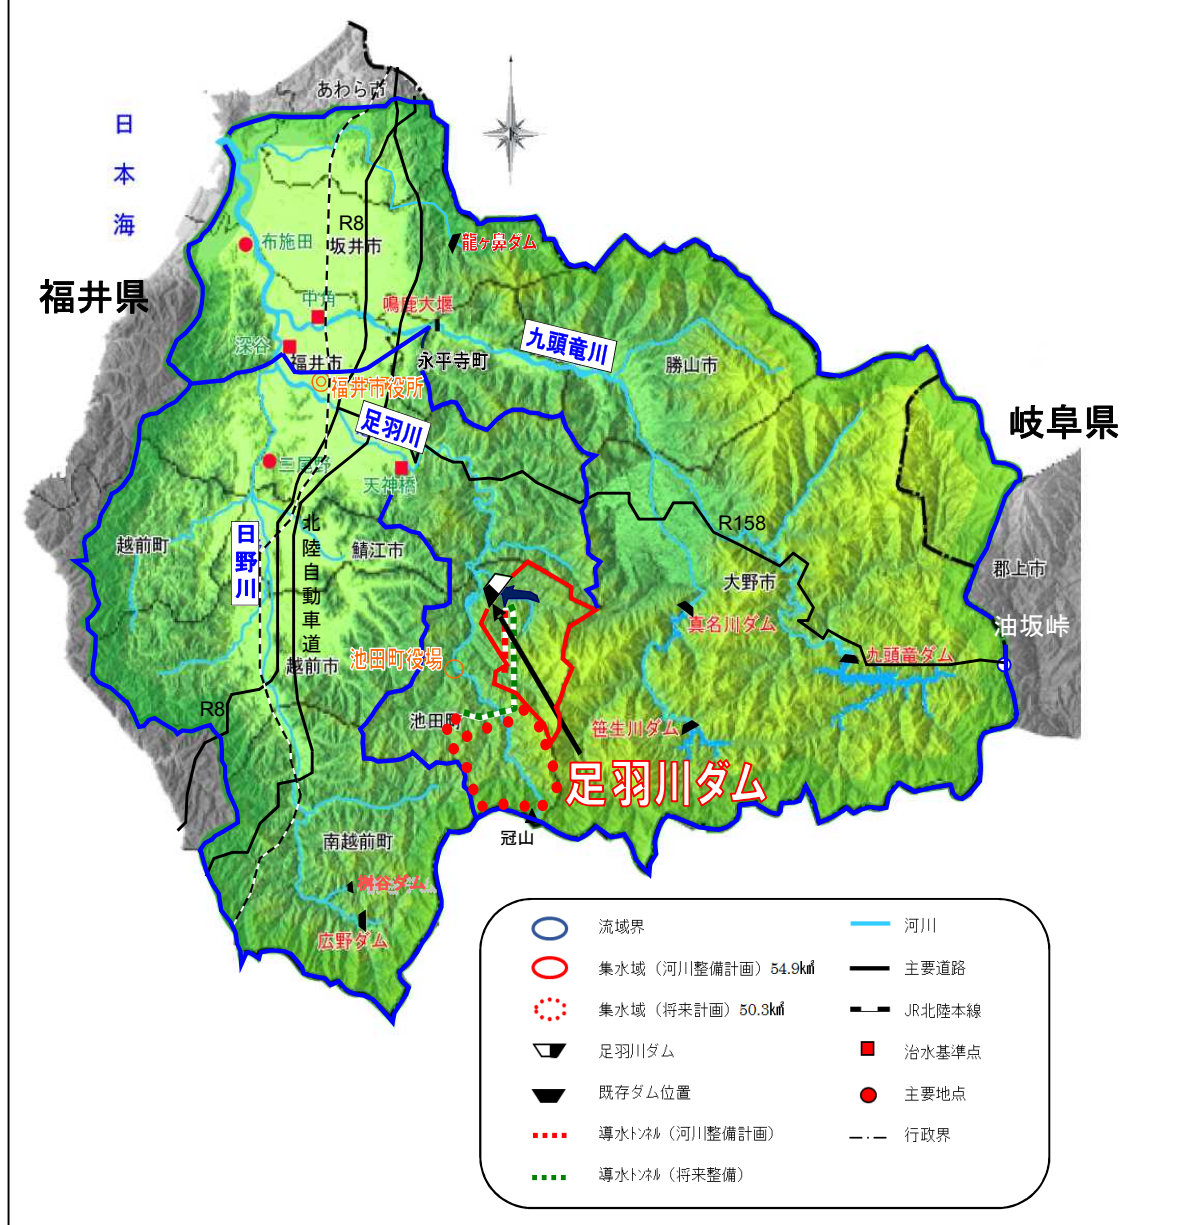 あわら市
日本海
R8
布施田
坂井市
龍ヶ鼻ダム
福井県
中角
鳴鹿大堰
深谷
福井市
永平寺町
九頭竜川
勝山市
福井市役所
足羽川
岐阜県
三尾野
天神橋
R158
日野川
北陸自動車道
越前町
鯖江市
大野市
郡上市
油坂峠
真名川ダム
池田町役場
越前市
九頭竜ダム
R8
池田町
笹生川ダム
足羽川ダム
冠山
南越前町
桝谷ダム
広野ダム
流域界
集水域（河川整備計画）54.9k㎡
集水域（将来計画）50.3k㎡
足羽川ダム
既存ダム位置
導水ﾄﾝﾈﾙ（河川整備計画）
導水ﾄﾝﾈﾙ（将来整備）
河川
主要道路
JR北陸本線
治水基準点
主要地点
行政界